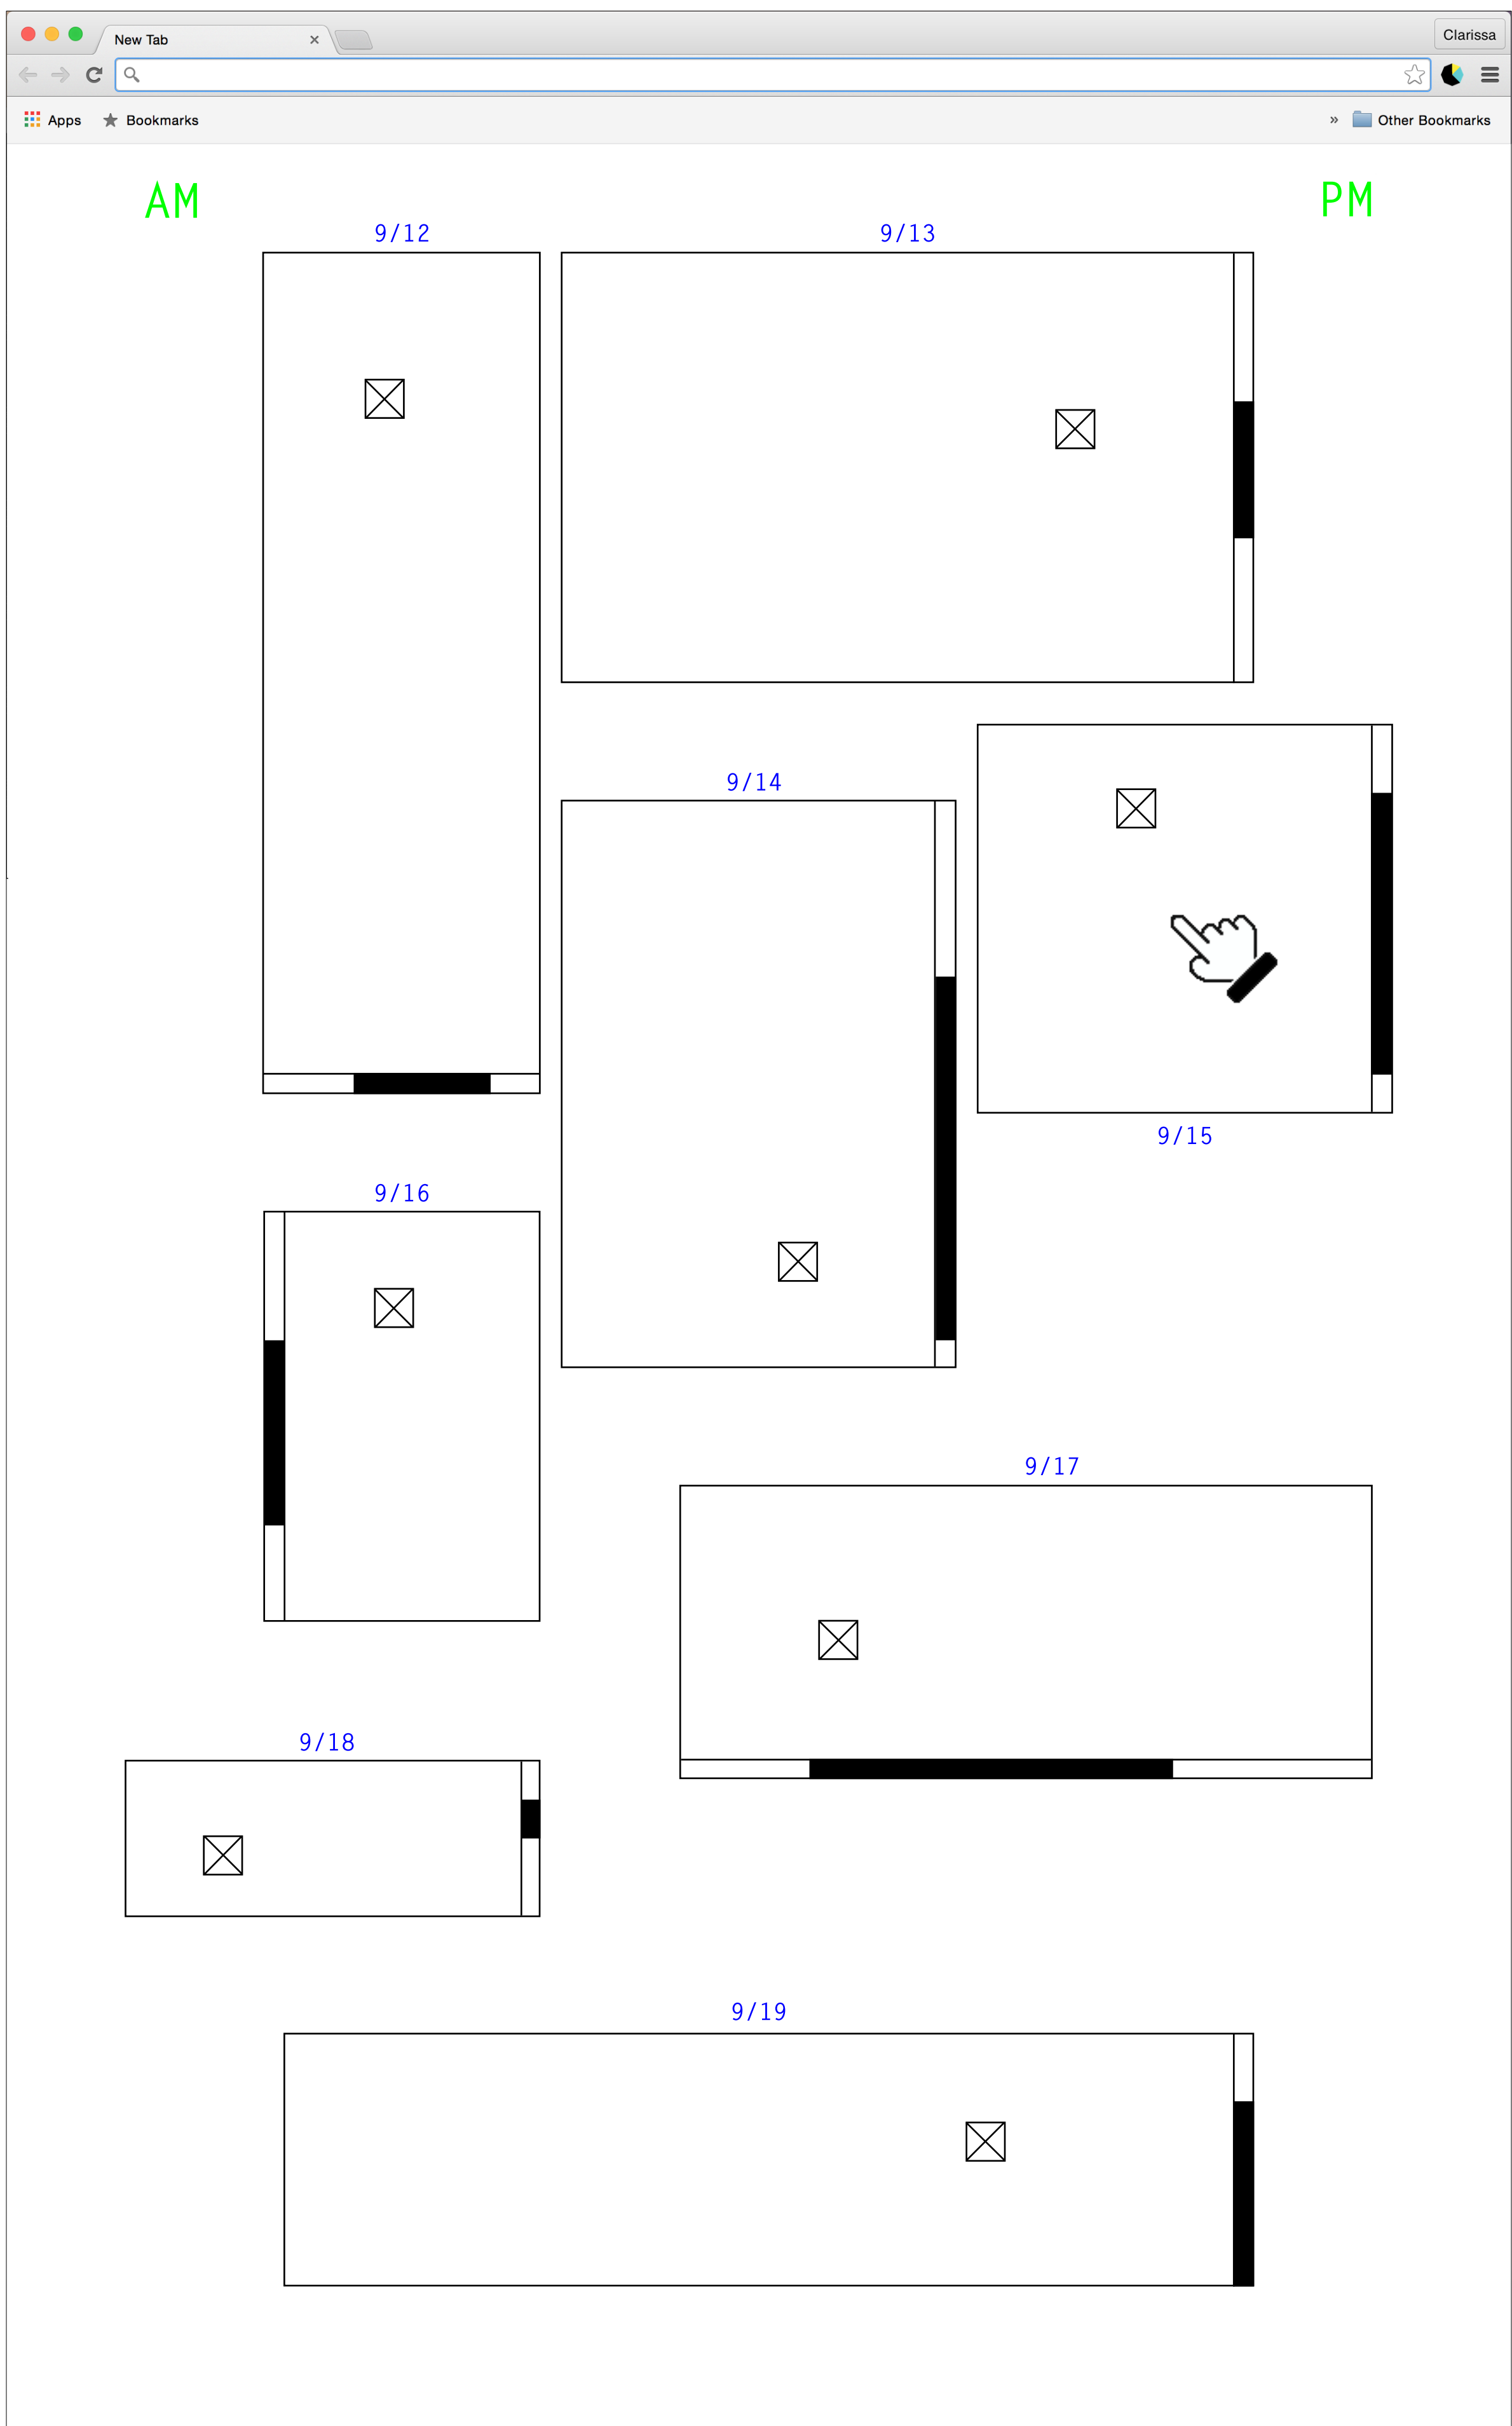 New Tab
Clarissa
Apps Bookmarks » Other Bookmarks
AM PM
9/12 9/13
9/14
9/15
9/16
9/17
9/18
9/19